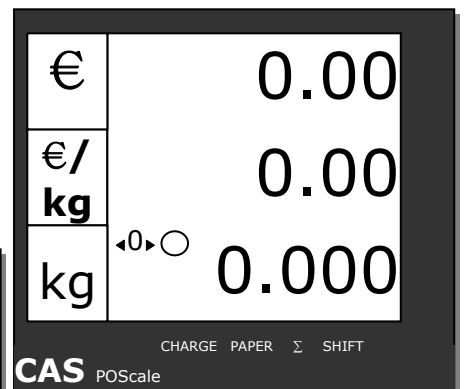 € 0.00
€/ 0.00
kg
◂0▸○
kg 0.000
CHARGE PAPER Σ SHIFT
CAS POScale